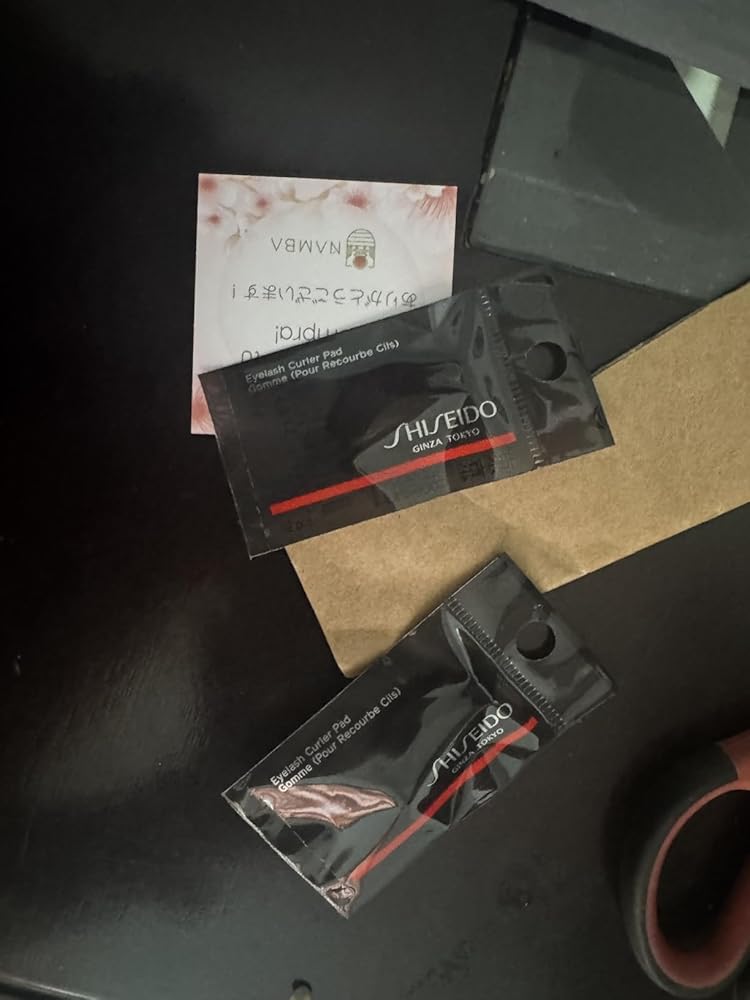 NAMBA
ありがとうございます！
mpra!
Eyelash Curler Pad
Gomme (Pour Recourbe Cils)
SHISEIDO
GINZA TOKYO
Eyelash Curler Pad
Gomme (Pour Recourbe Cils)
SHISEIDO
GINZA TOKYO